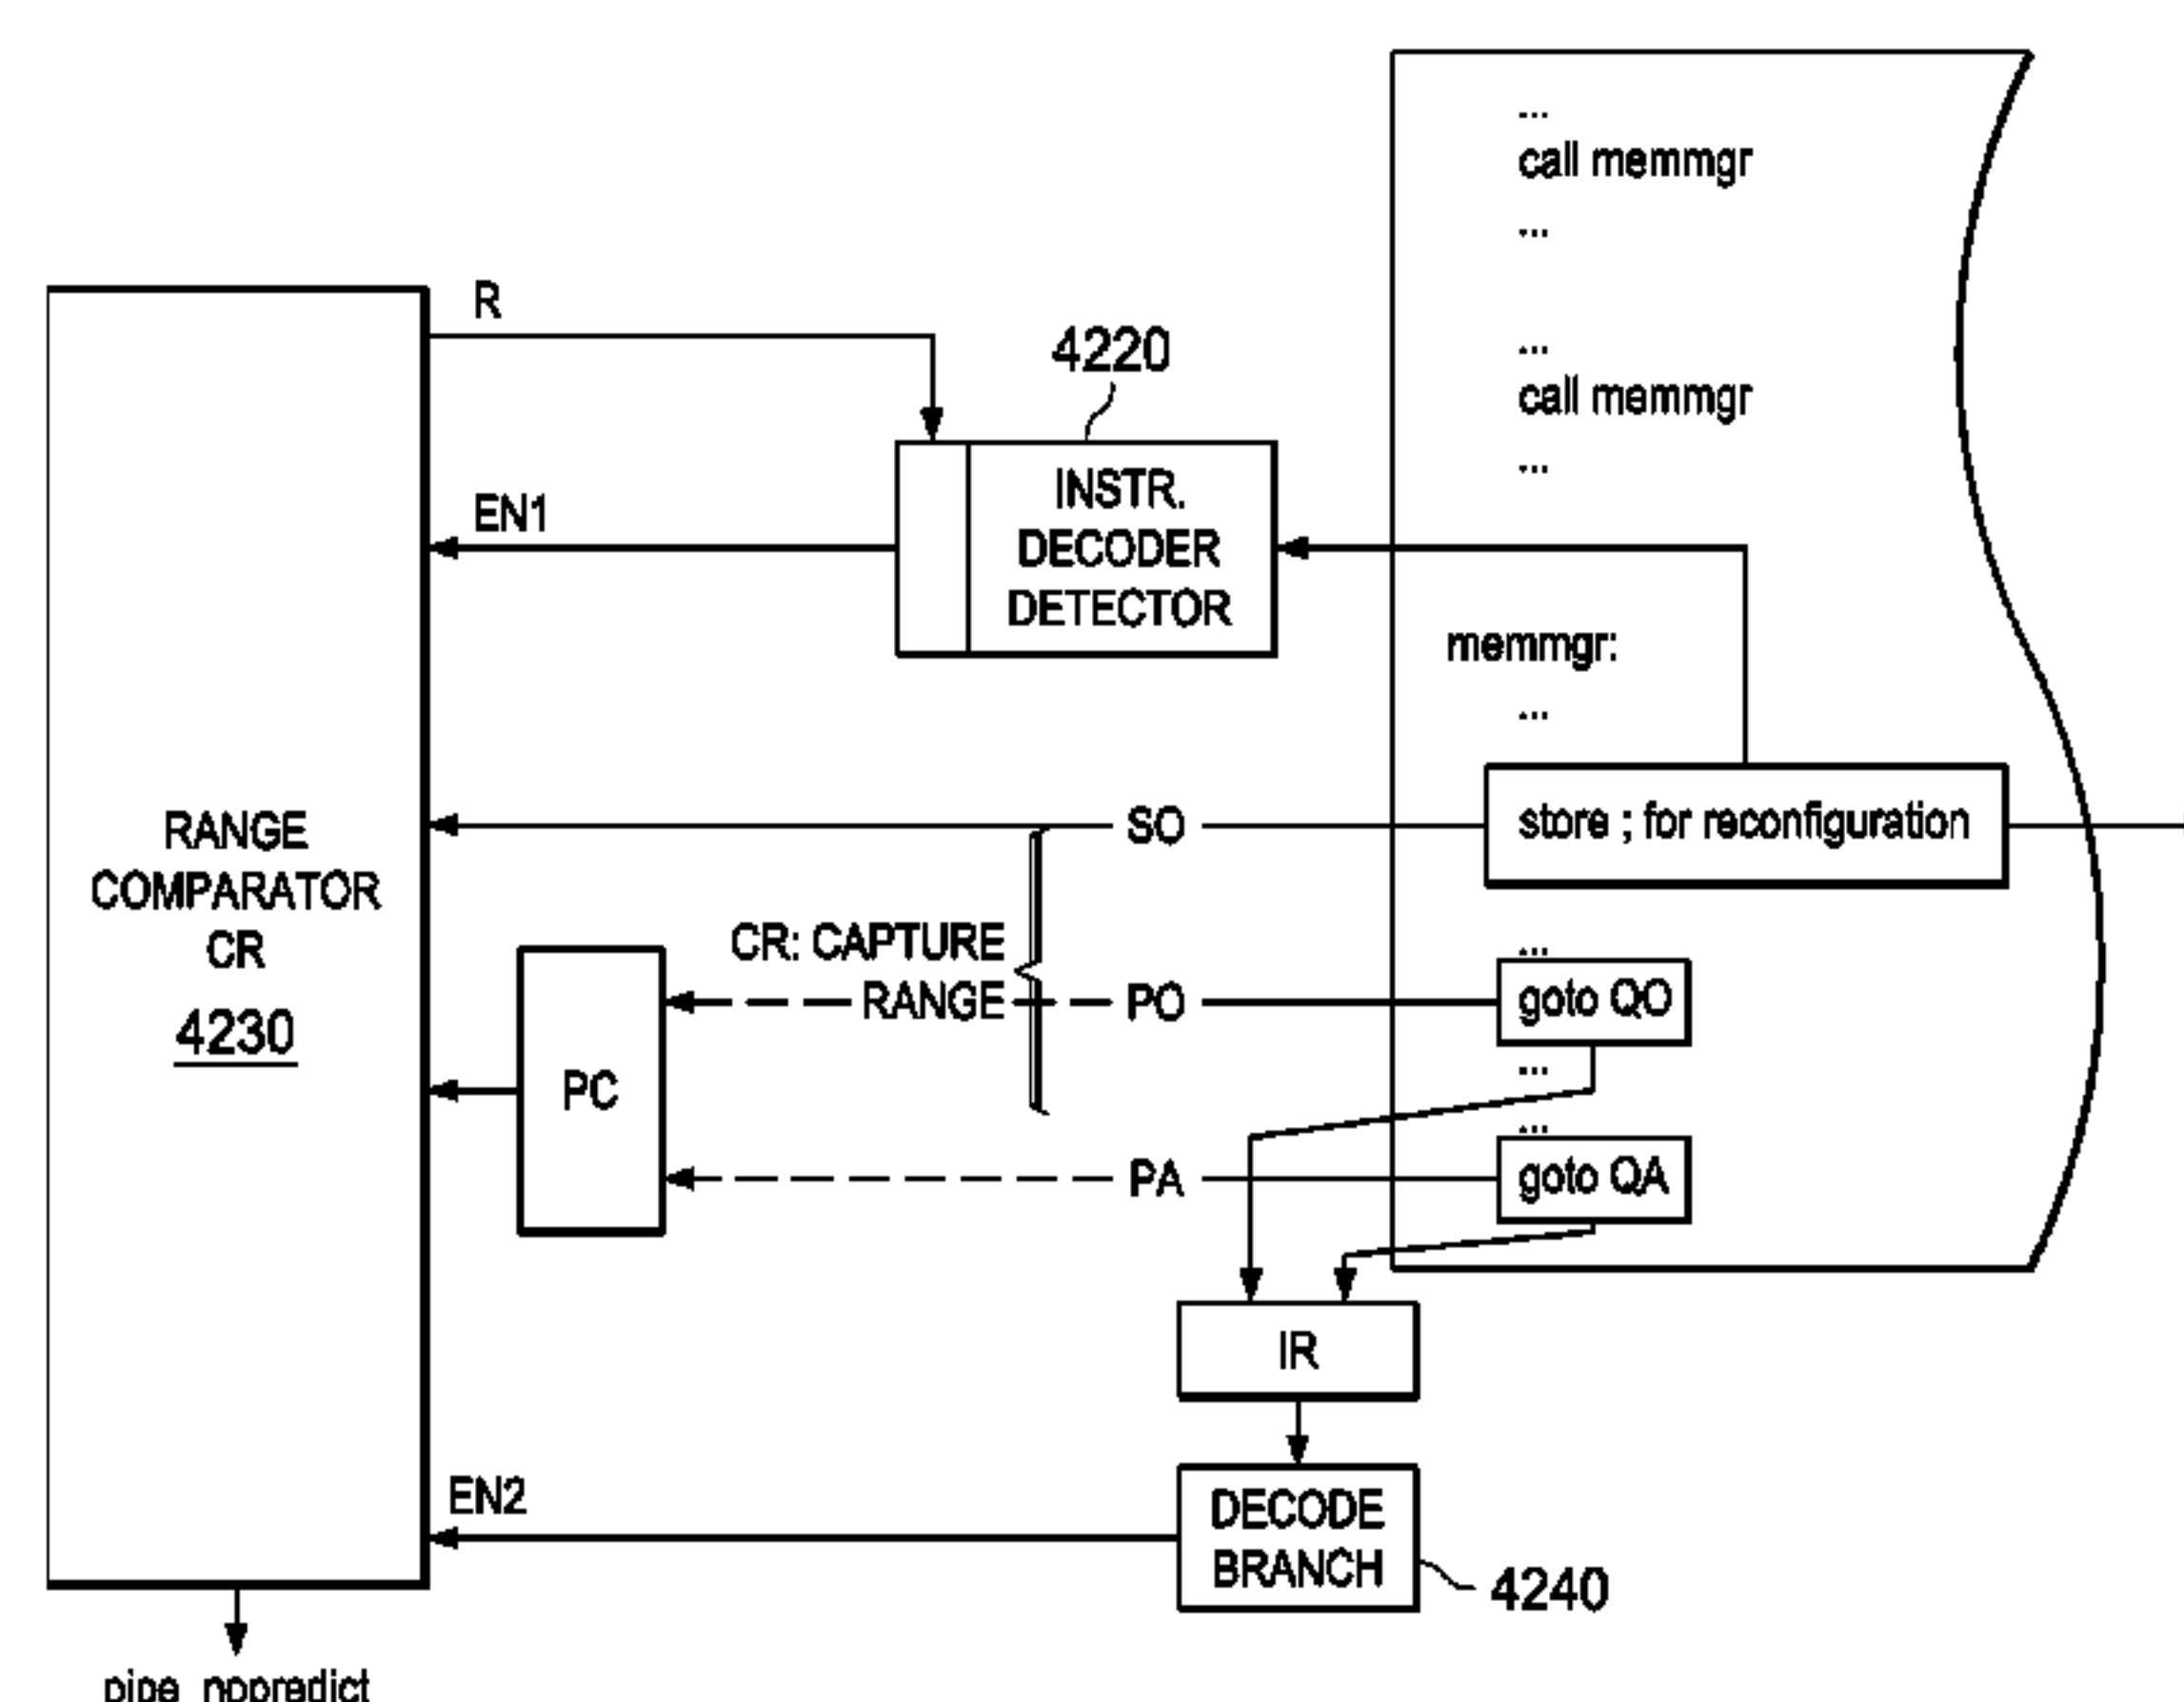 ...
call memmgr
...
R
4220
...
call memmgr
...
EN1
INSTR.
DECODER
DETECTOR
memmgr:
...
RANGE
COMPARATOR
CR
4230
SO
store ; for reconfiguration
CR: CAPTURE
RANGE
...
PO
goto QO
...
PC
...
PA
goto QA
IR
EN2
DECODE
BRANCH
4240
pipe_nppredict